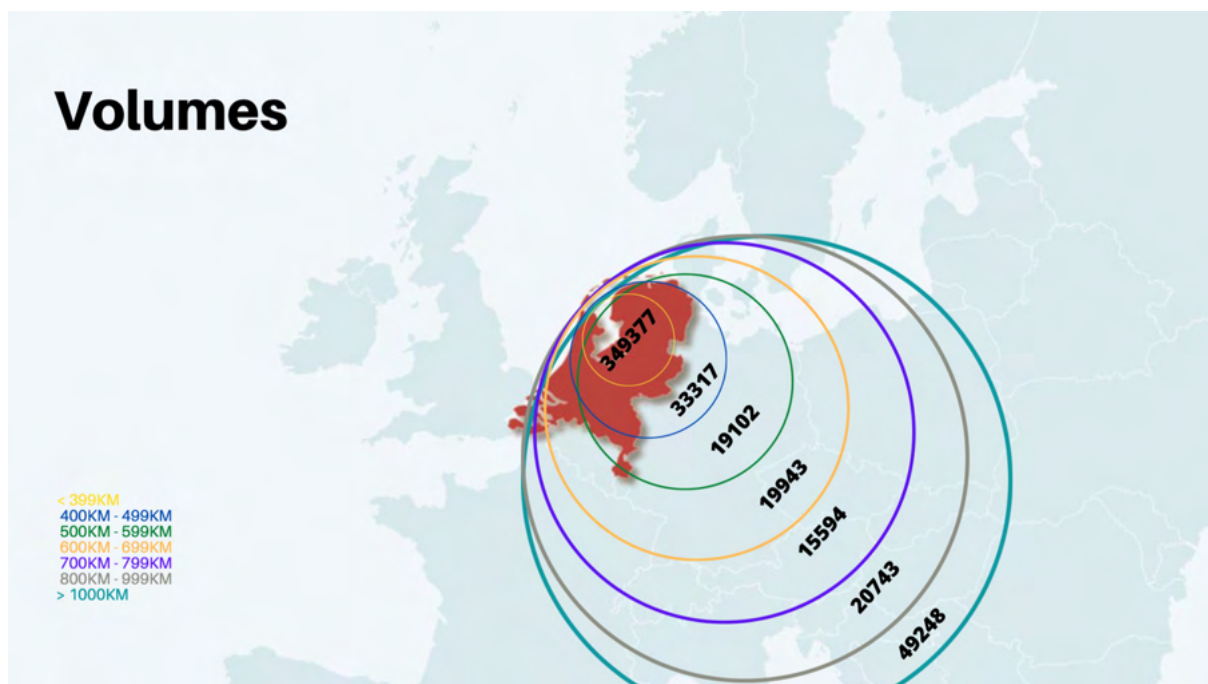 Volumes
349377
33317
19102
19943
15594
20743
49248
< 399KM
400KM - 499KM
500KM - 599KM
600KM - 699KM
700KM - 799KM
800KM - 999KM
> 1000KM